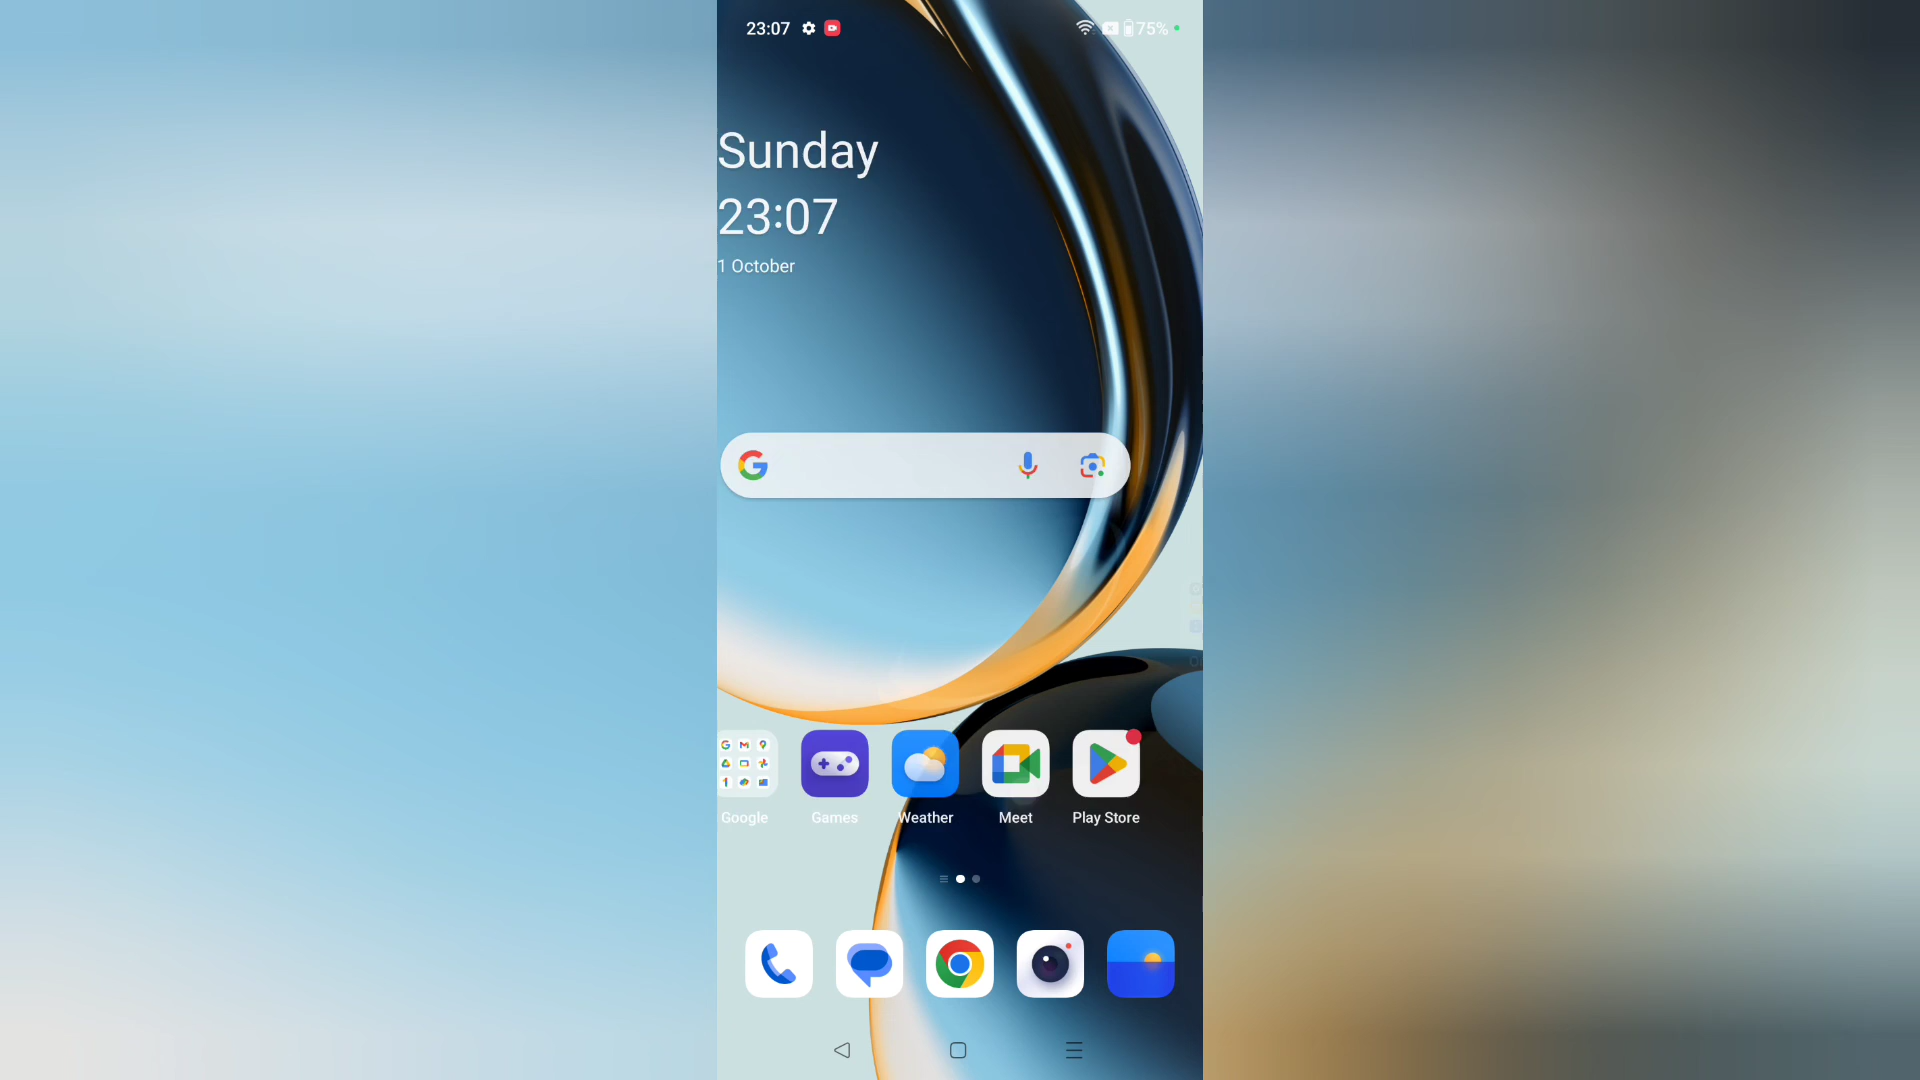 23:07
75%
Sunday
23:07
1 October
Google
Games
Weather
Meet
Play Store